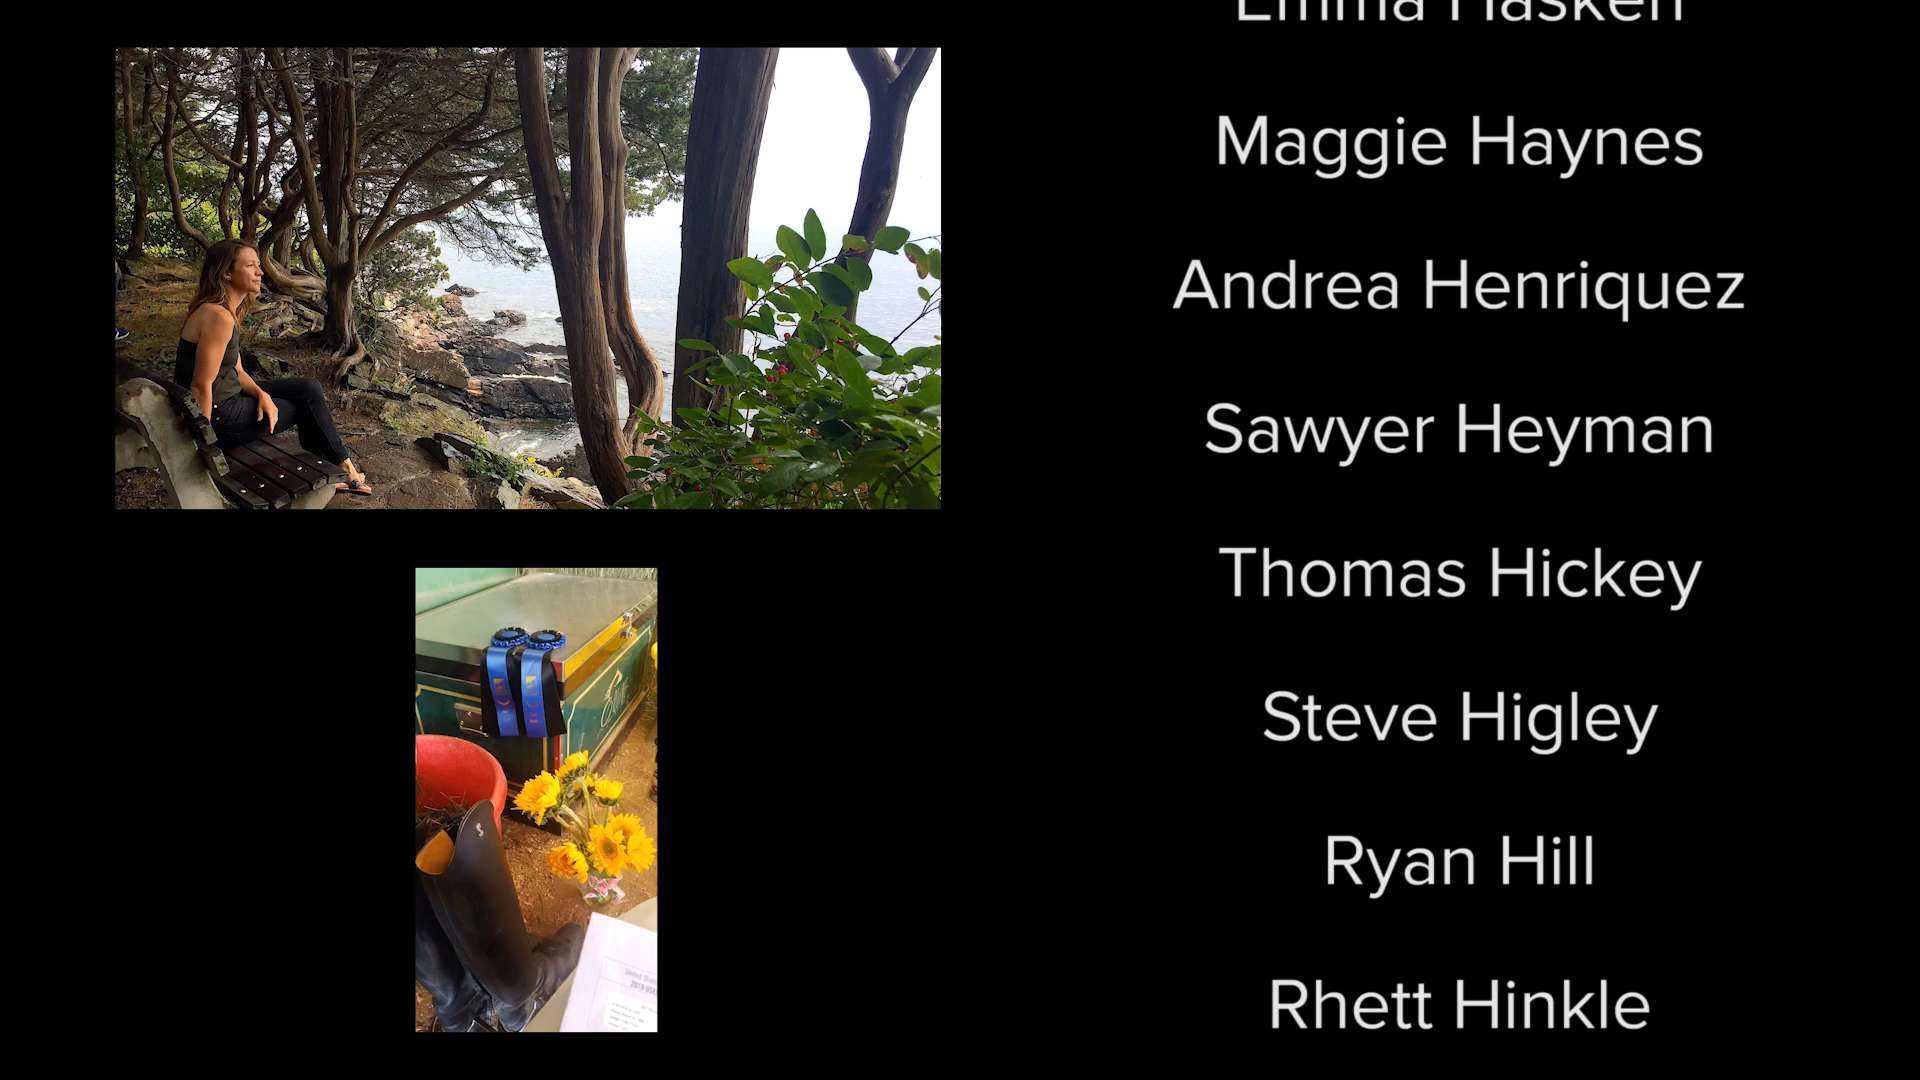 Maggie Haynes
Andrea Henriquez
Sawyer Heyman
Thomas Hickey
Steve Higley
Ryan Hill
Rhett Hinkle